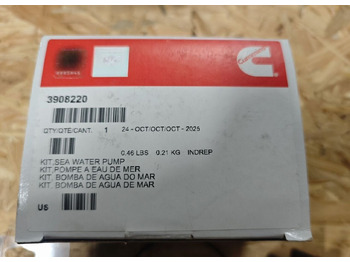 3908220
QTY/QTE/CANT. 1 24-OCT/OCT/OCT-2025
0.46 LBS 0.21 KG INDREP
KIT,SEA WATER PUMP
KIT,POMPE A EAU DE MER
KIT, BOMBA DE AGUA DO MAR
KIT, BOMBA DE AGUA DE MAR
US